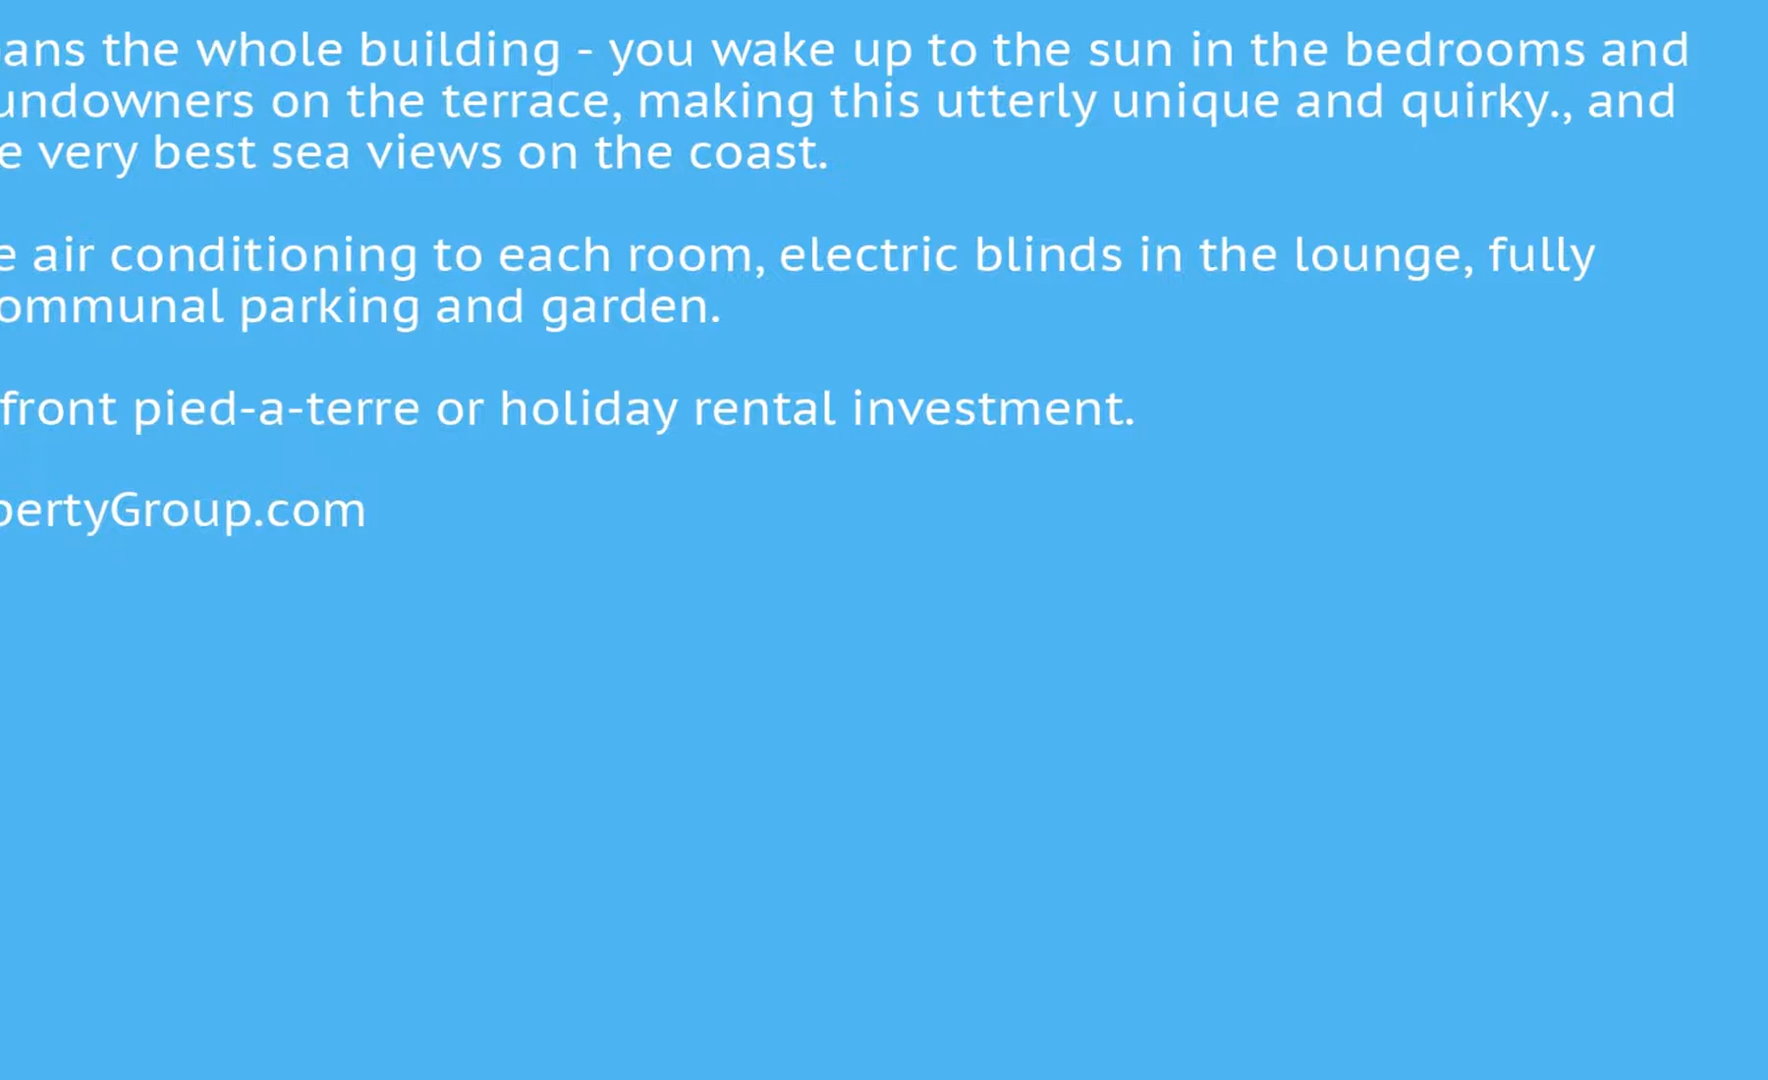 ans the whole building - you wake up to the sun in the bedrooms and
undowners on the terrace, making this utterly unique and quirky., and
e very best sea views on the coast.
e air conditioning to each room, electric blinds in the lounge, fully
ommunal parking and garden.
front pied-a-terre or holiday rental investment.
pertyGroup.com